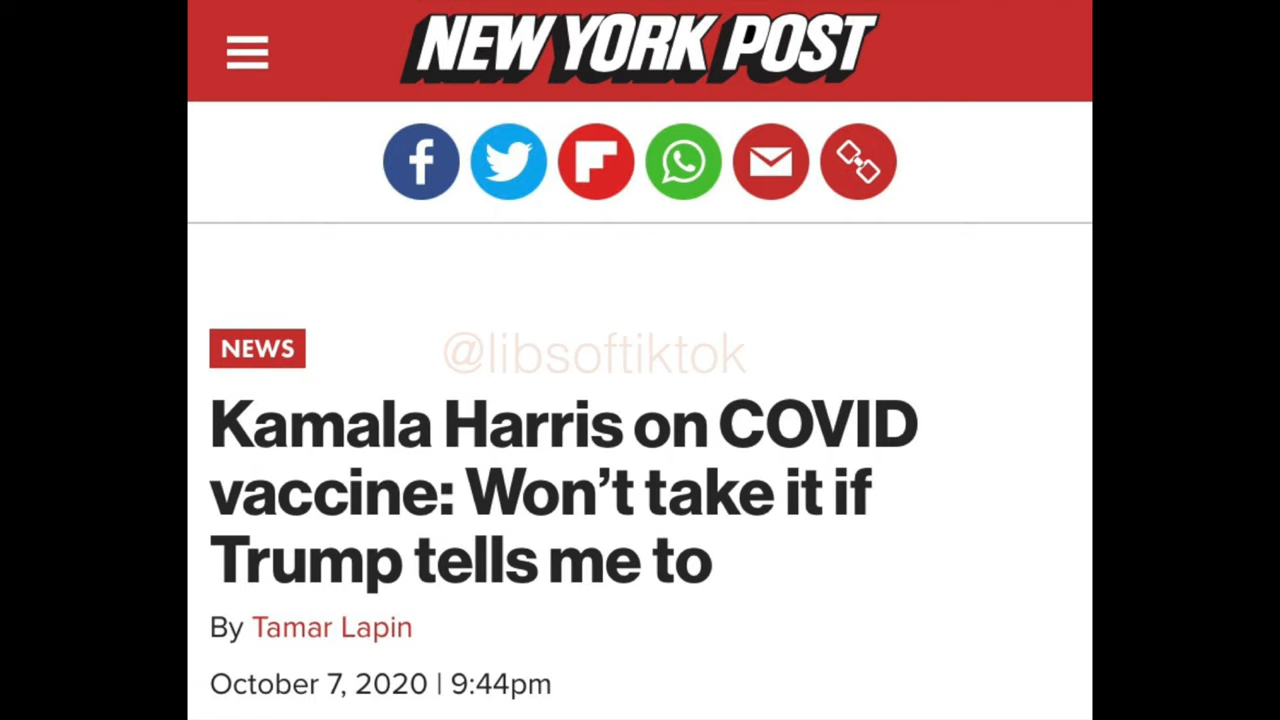 NEW YORK POST
NEWS
@libsoftiktok
Kamala Harris on COVID
vaccine: Won’t take it if
Trump tells me to
By Tamar Lapin
October 7, 2020 | 9:44pm